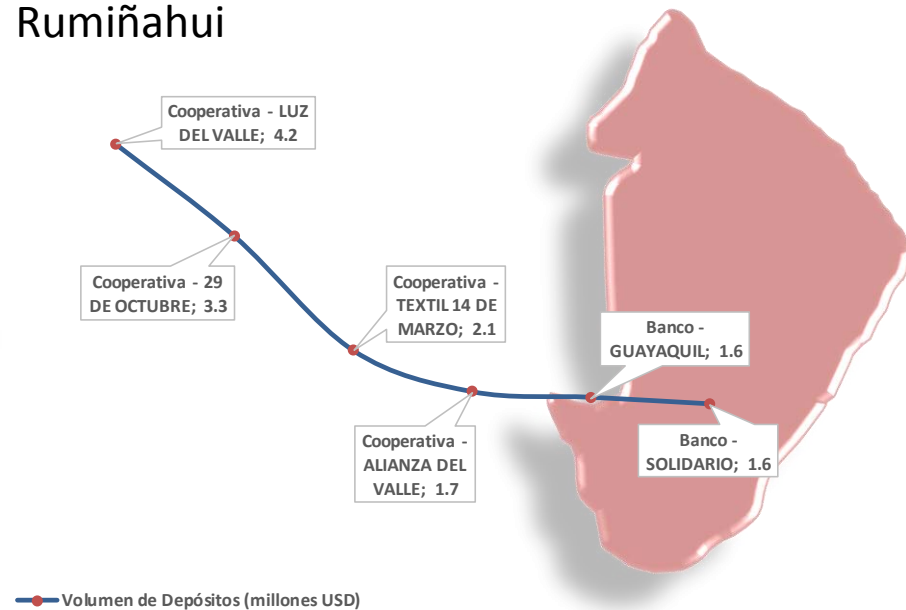 Rumiñahui
Cooperativa - LUZ
DEL VALLE; 4.2
Cooperativa - 29
DE OCTUBRE; 3.3
Cooperativa -
TEXTIL 14 DE
MARZO; 2.1
Banco -
GUAYAQUIL; 1.6
Cooperativa -
ALIANZA DEL
VALLE; 1.7
Banco -
SOLIDARIO; 1.6
Volumen de Depósitos (millones USD)